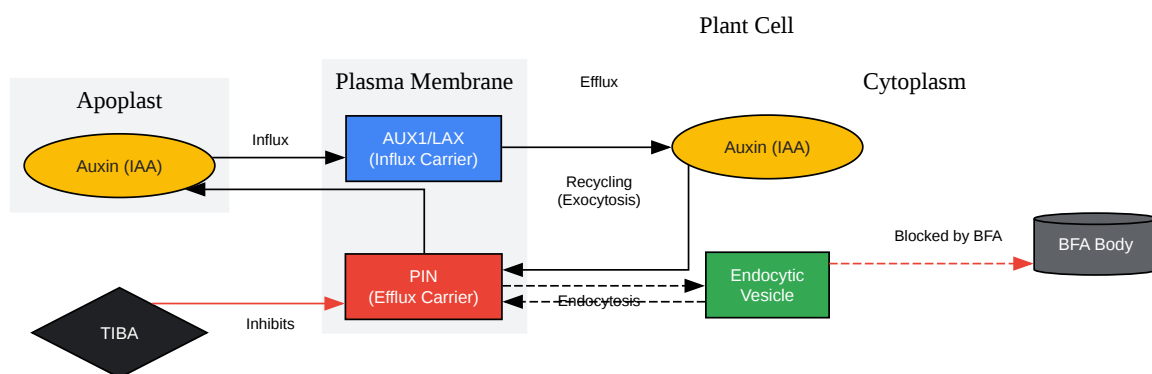 Plant Cell
Plasma Membrane
Efflux
Cytoplasm
Apoplast
Influx
AUX1/LAX
(Influx Carrier)
Auxin (IAA)
Auxin (IAA)
Recycling
(Exocytosis)
Blocked by BFA
BFA Body
PIN
(Efflux Carrier)
Endocytic
Vesicle
Endocytosis
TIBA
Inhibits